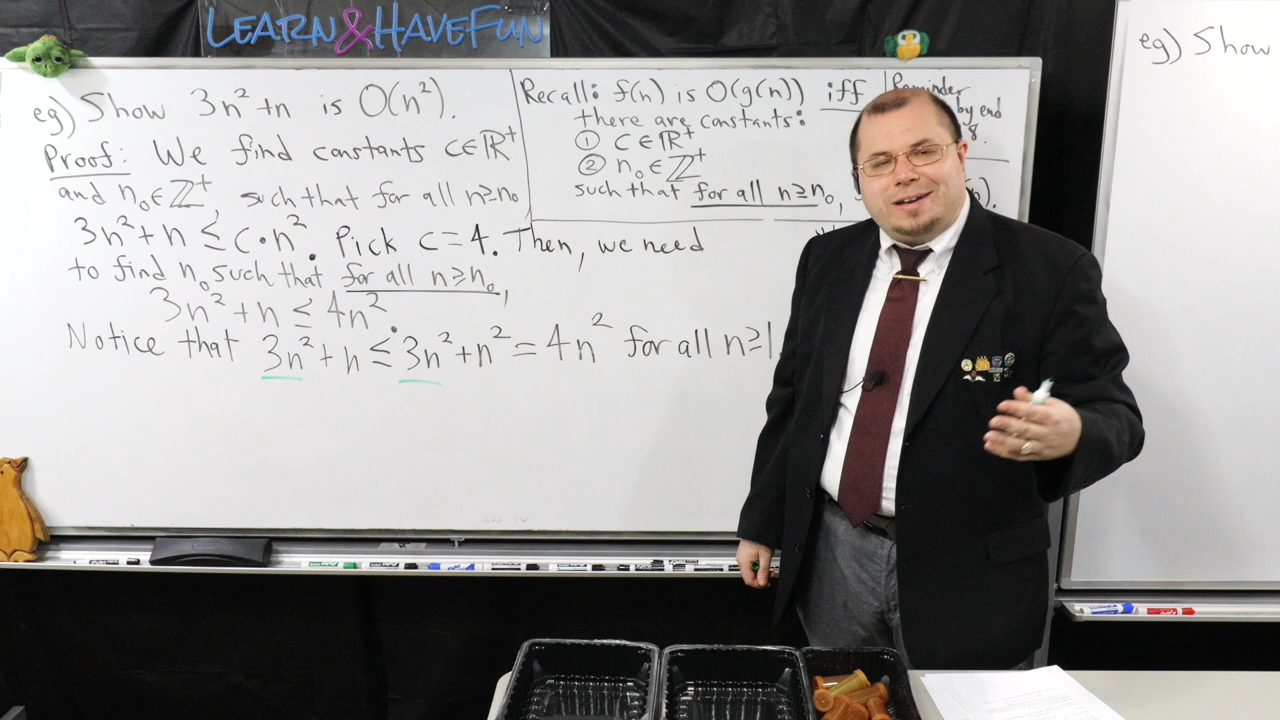 LEARN&HAVEFUN
eg) Show 3n²+n is O(n²).
Proof: We find constants c∈ℝ⁺
and n₀∈ℤ⁺, such that for all n≥n₀
3n²+n ≤ c·n². Pick c=4. Then, we need
to find n₀ such that for all n≥n₀,
3n²+n ≤ 4n².
Notice that 3n²+n ≤ 3n²+n² = 4n² for all n≥1.
Recall: f(n) is O(g(n)) iff
there are constants:
① C∈ℝ⁺
② n₀∈ℤ⁺
such that for all n≥n₀,
Reminder
by end
8.
eg) Show